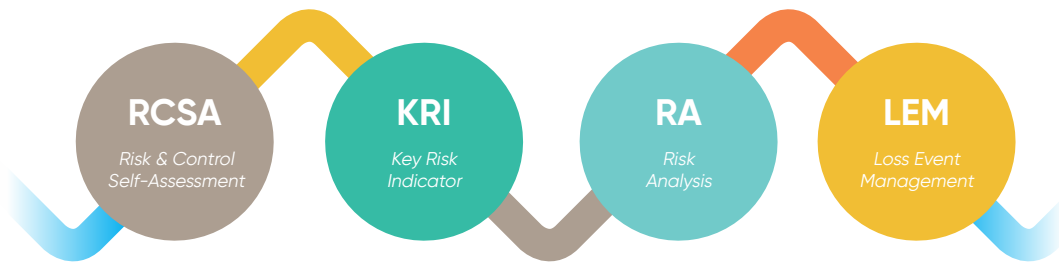 RCSA
Risk & Control
Self-Assessment
KRI
Key Risk
Indicator
RA
Risk
Analysis
LEM
Loss Event
Management